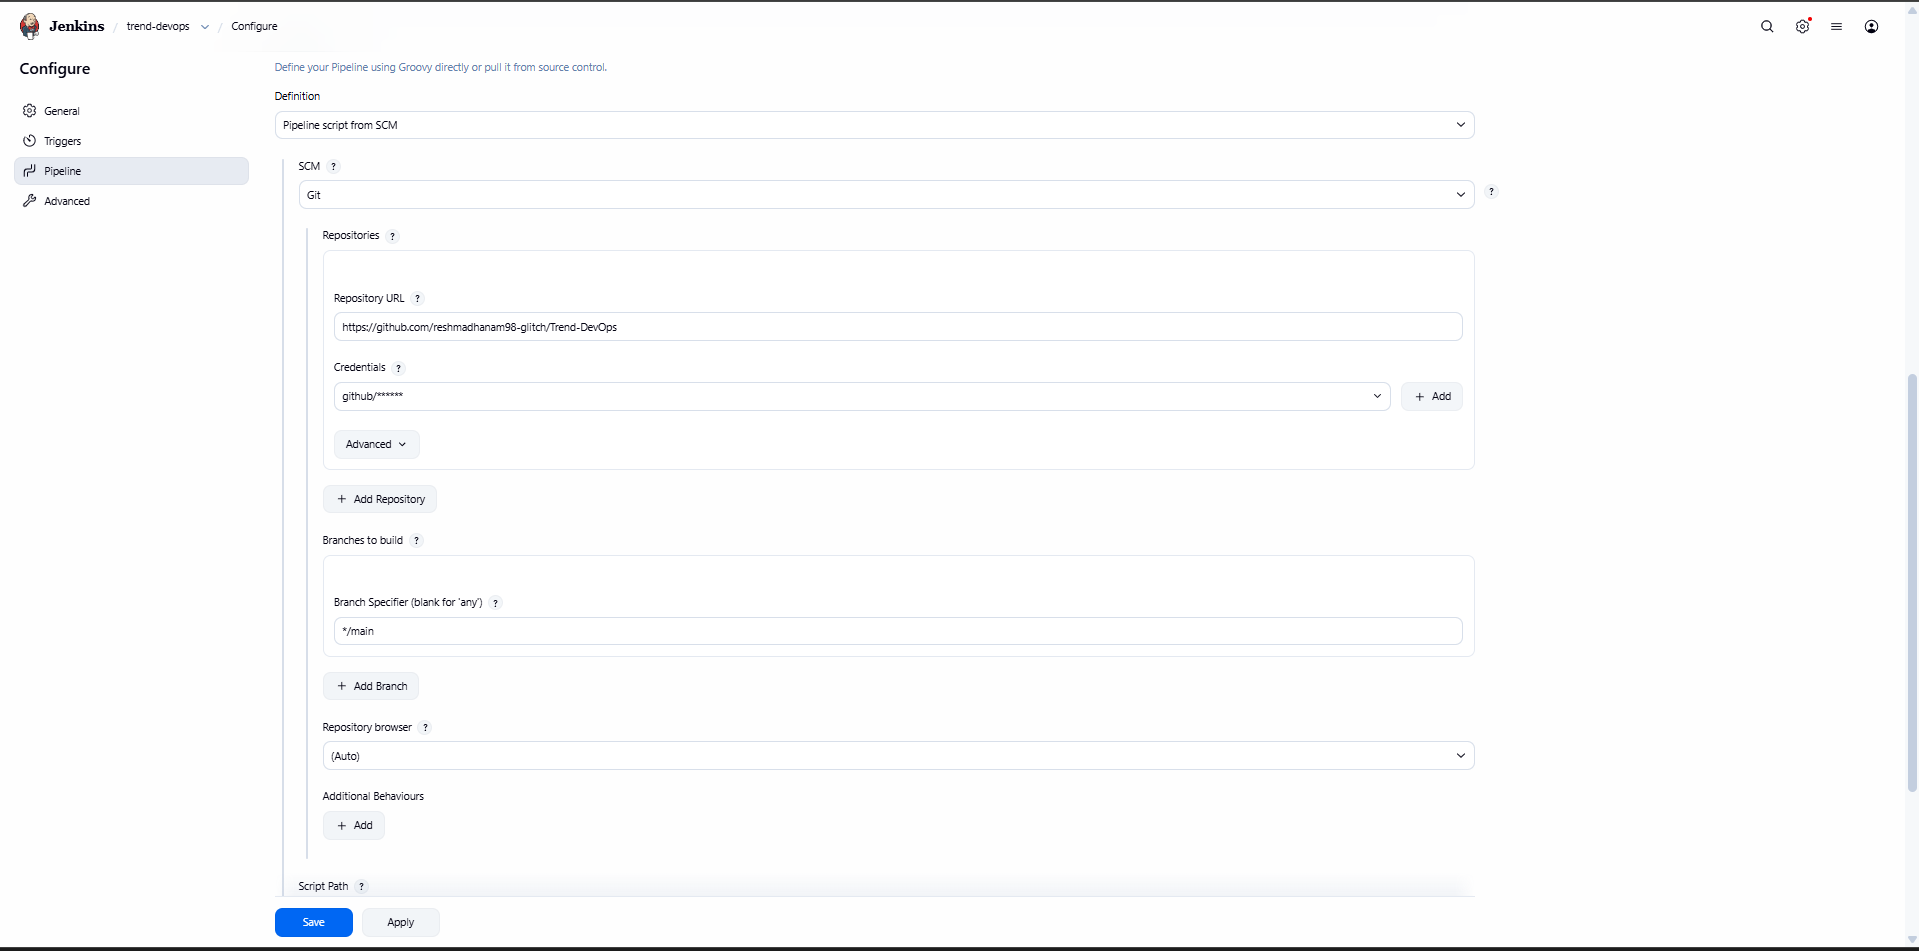 Jenkins / trend-devops / Configure
Configure
General
Triggers
Pipeline
Advanced
Define your Pipeline using Groovy directly or pull it from source control.
Definition
Pipeline script from SCM
SCM ?
Git
?
Repositories ?
Repository URL ?
https://github.com/reshmadhanam98-glitch/Trend-DevOps
Credentials ?
github/******
+ Add
Advanced
+ Add Repository
Branches to build ?
Branch Specifier (blank for 'any') ?
*/main
+ Add Branch
Repository browser ?
(Auto)
Additional Behaviours
+ Add
Script Path ?
Save Apply